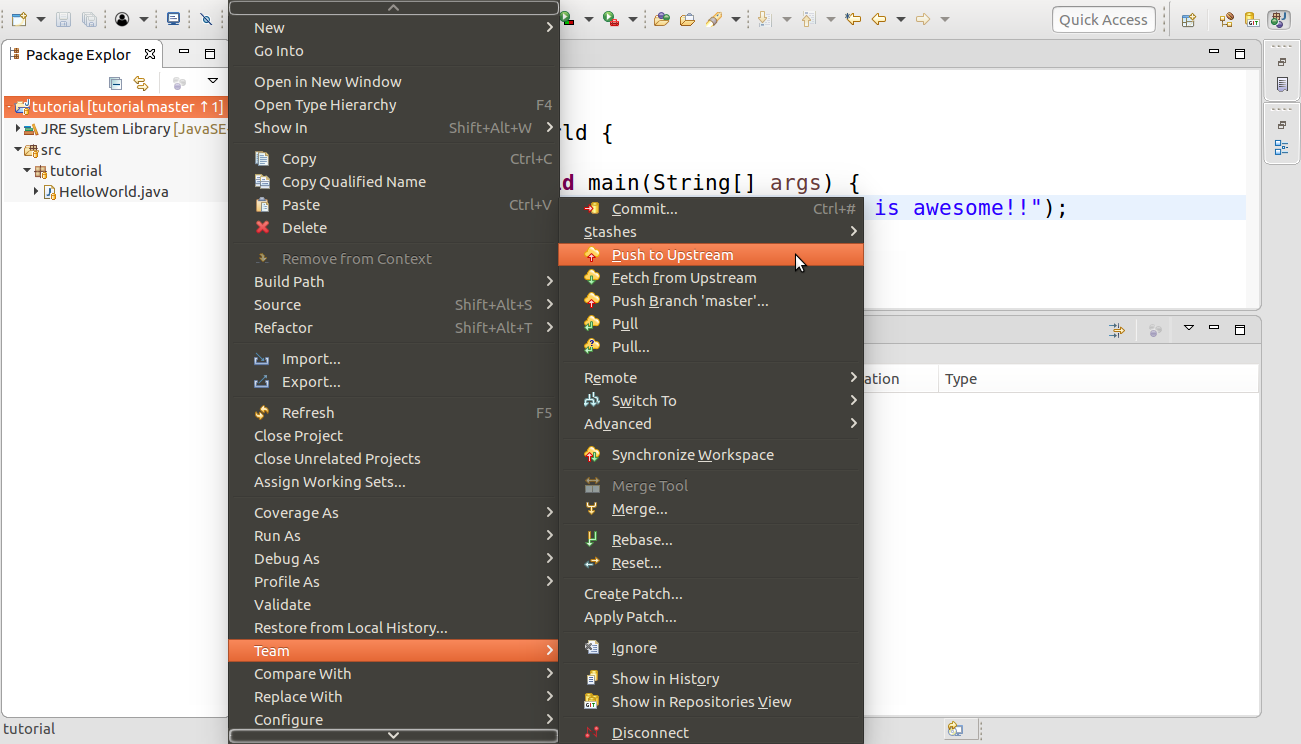 Quick Access
Package Explor
tutorial [tutorial master ↑1]
JRE System Library [JavaSE-
src
tutorial
HelloWorld.java
New
Go Into
Open in New Window
Open Type Hierarchy F4
Show In Shift+Alt+W
Copy Ctrl+C
Copy Qualified Name
Paste Ctrl+V
Delete
Remove from Context
Build Path
Source Shift+Alt+S
Refactor Shift+Alt+T
Import...
Export...
Refresh F5
Close Project
Close Unrelated Projects
Assign Working Sets...
Coverage As
Run As
Debug As
Profile As
Validate
Restore from Local History...
Team
Compare With
Replace With
Configure
rld {
d main(String[] args) {
is awesome!!");
Commit... Ctrl+#
Stashes
Push to Upstream
Fetch from Upstream
Push Branch 'master'...
Pull
Pull...
Remote
Switch To
Advanced
Synchronize Workspace
Merge Tool
Merge...
Rebase...
Reset...
Create Patch...
Apply Patch...
Ignore
Show in History
Show in Repositories View
Disconnect
ation Type
tutorial